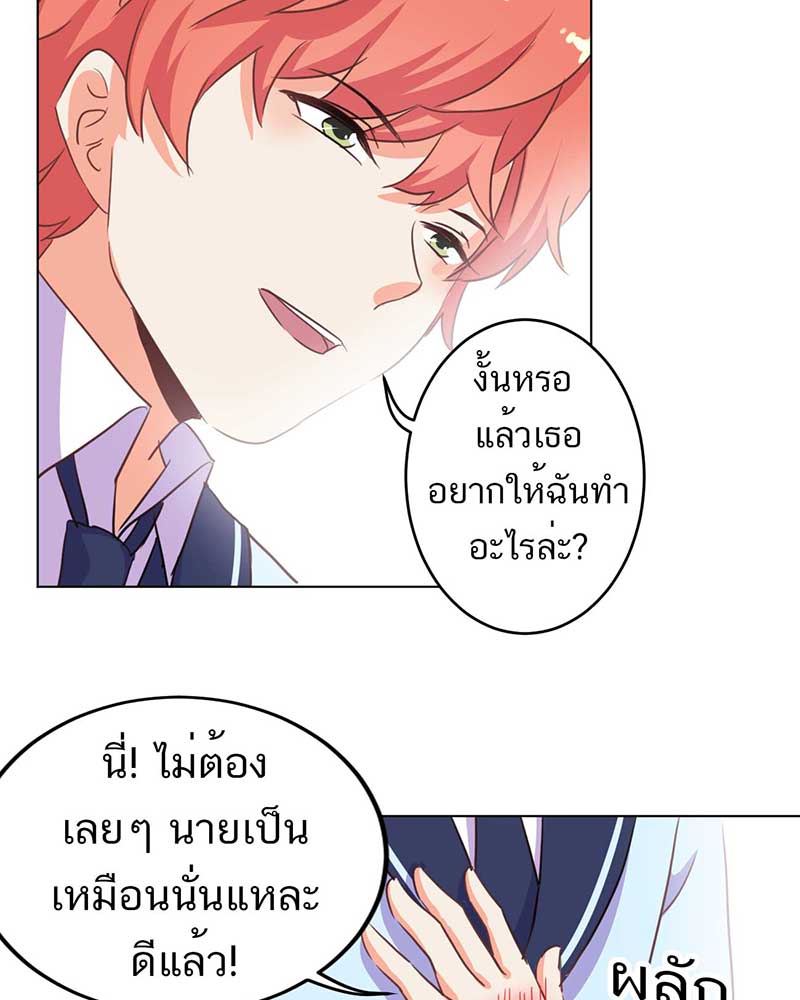 งั้นหรอ
แล้วเธอ
อยากให้ฉันทำ
อะไรล่ะ?
นี่! ไม่ต้อง
เลยๆ นายเป็น
เหมือนนั่นแหละ
ดีแล้ว!
ผลัก